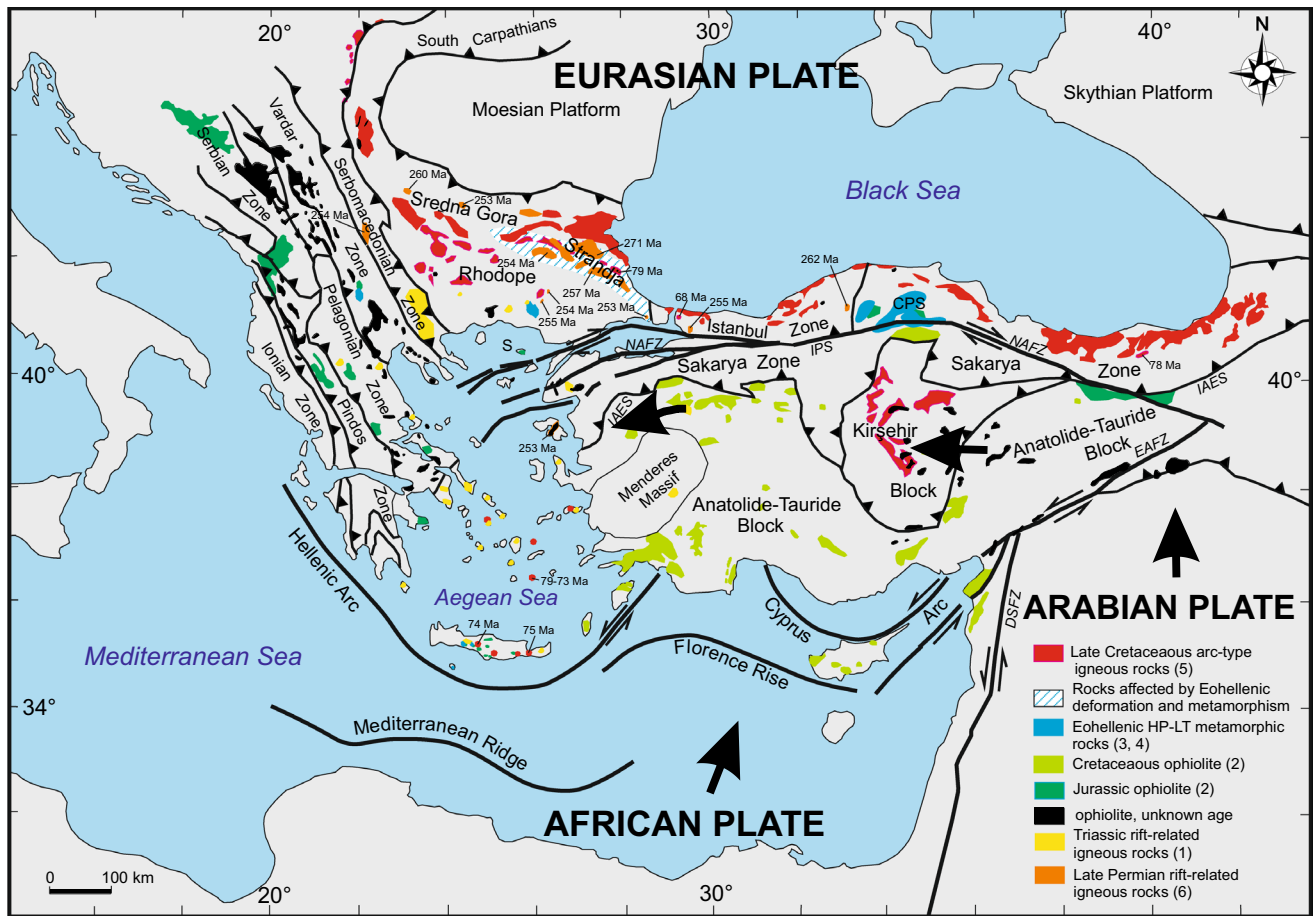 20°
30°
40°
N
South Carpathians
EURASIAN PLATE
Moesian Platform
Skythian Platform
Vardar
Serbian
Zone
Serbomacedonian
Zone
260 Ma
253 Ma
Sredna Gora
Black Sea
254 Ma
Zone
Strandja
271 Ma
254 Ma
79 Ma
Rhodope
257 Ma
253 Ma
254 Ma
255 Ma
262 Ma
CPS
68 Ma
255 Ma
Istanbul Zone
Pelagonian
Zone
S
NAFZ
IPS
NAFZ
Sakarya Zone
Sakarya
Zone
78 Ma
IAES
40°
40°
Ionian
Zone
Pindos
Zone
IAES
Kirsehir
Block
Anatolide-Tauride
Block
EAFZ
253 Ma
Menderes
Massif
Anatolide-Tauride
Block
Hellenic Arc
79-73 Ma
Aegean Sea
74 Ma
75 Ma
Cyprus
Arc
Florence Rise
DSFZ
ARABIAN PLATE
Mediterranean Sea
34°
Mediterranean Ridge
AFRICAN PLATE
Late Cretaceaous arc-type
igneous rocks (5)
Rocks affected by Eohellenic
deformation and metamorphism
Eohellenic HP-LT metamorphic
rocks (3, 4)
Cretaceaous ophiolite (2)
Jurassic ophiolite (2)
ophiolite, unknown age
Triassic rift-related
igneous rocks (1)
Late Permian rift-related
igneous rocks (6)
0 100 km
20°
30°